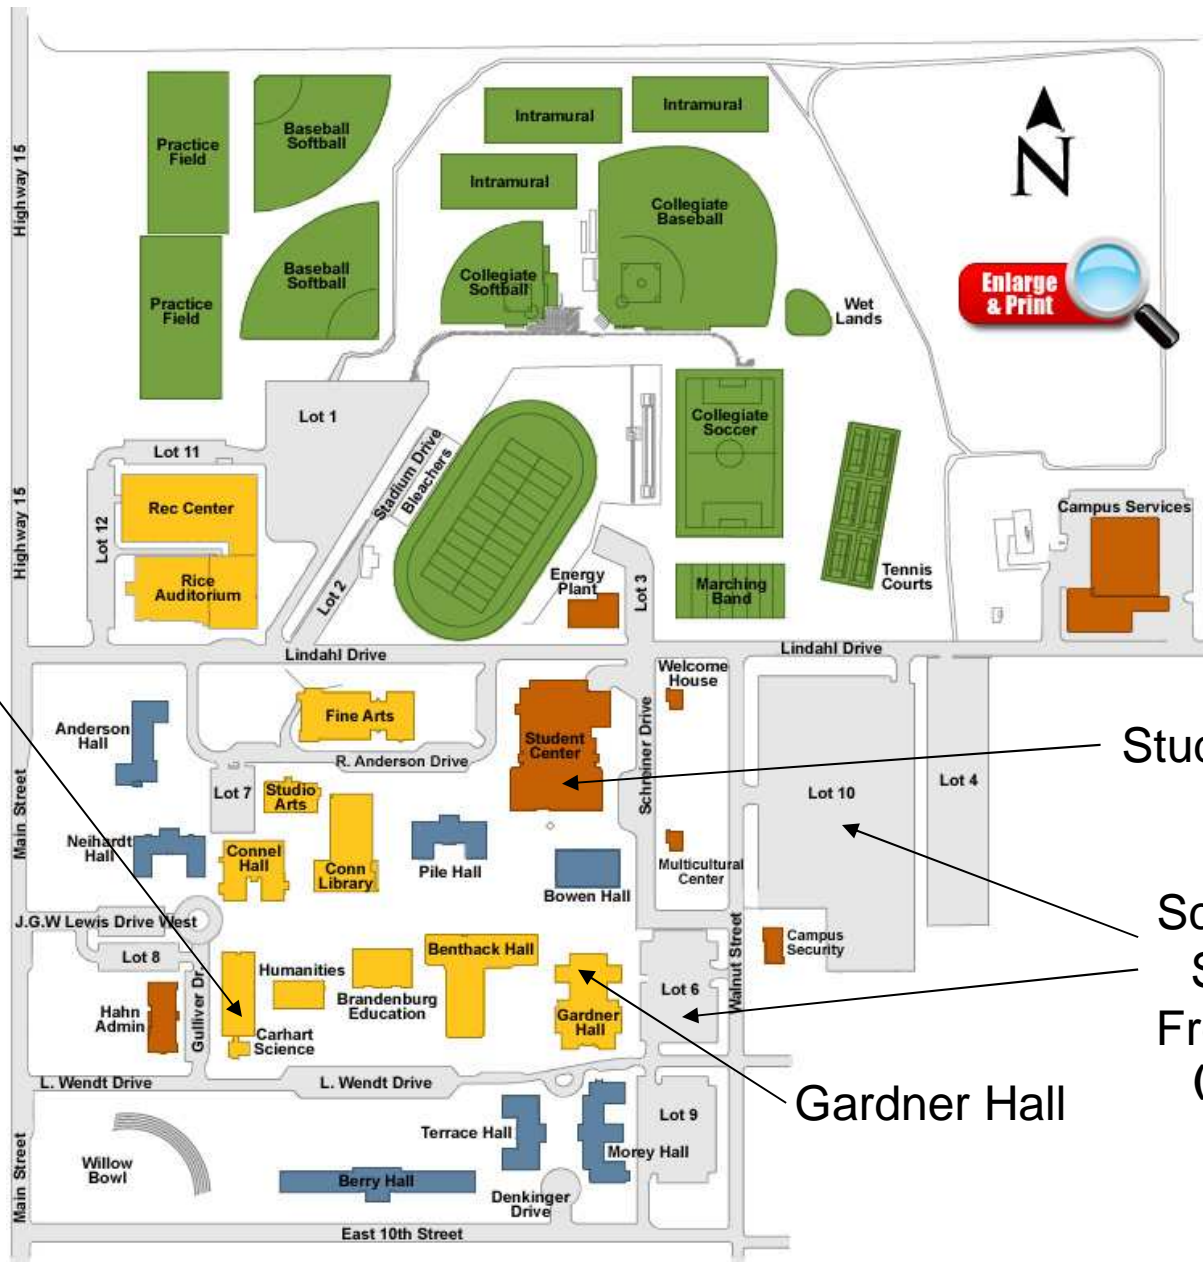 Highway 15
Practice
Field
Baseball
Softball
Intramural
Intramural
Intramural
Collegiate
Baseball
N
Practice
Field
Baseball
Softball
Collegiate
Softball
Wet
Lands
Enlarge
& Print
Lot 1
Collegiate
Soccer
Lot 11
Stadium Drive
Bleachers
Highway 15
Rec Center
Lot 12
Campus Services
Rice
Auditorium
Lot 2
Energy
Plant
Lot 3
Marching
Band
Tennis
Courts
Lindahl Drive
Lindahl Drive
Welcome
House
Anderson
Hall
Fine Arts
Student
Center
Schreiner Drive
R. Anderson Drive
Stud
Main Street
Lot 7
Studio
Arts
Lot 10
Lot 4
Neihardt
Hall
Connel
Hall
Conn
Library
Pile Hall
Bowen Hall
Multicultural
Center
J.G.W Lewis Drive West
Walnut Street
Campus
Security
Lot 8
Gulliver Dr.
Humanities
Brandenburg
Education
Benthack Hall
Gardner
Hall
Lot 6
Hahn
Admin
Carhart
Science
Fr
L. Wendt Drive
L. Wendt Drive
Gardner Hall
Lot 9
Terrace Hall
Morey Hall
Willow
Bowl
Berry Hall
Denkinger
Drive
Main Street
East 10th Street